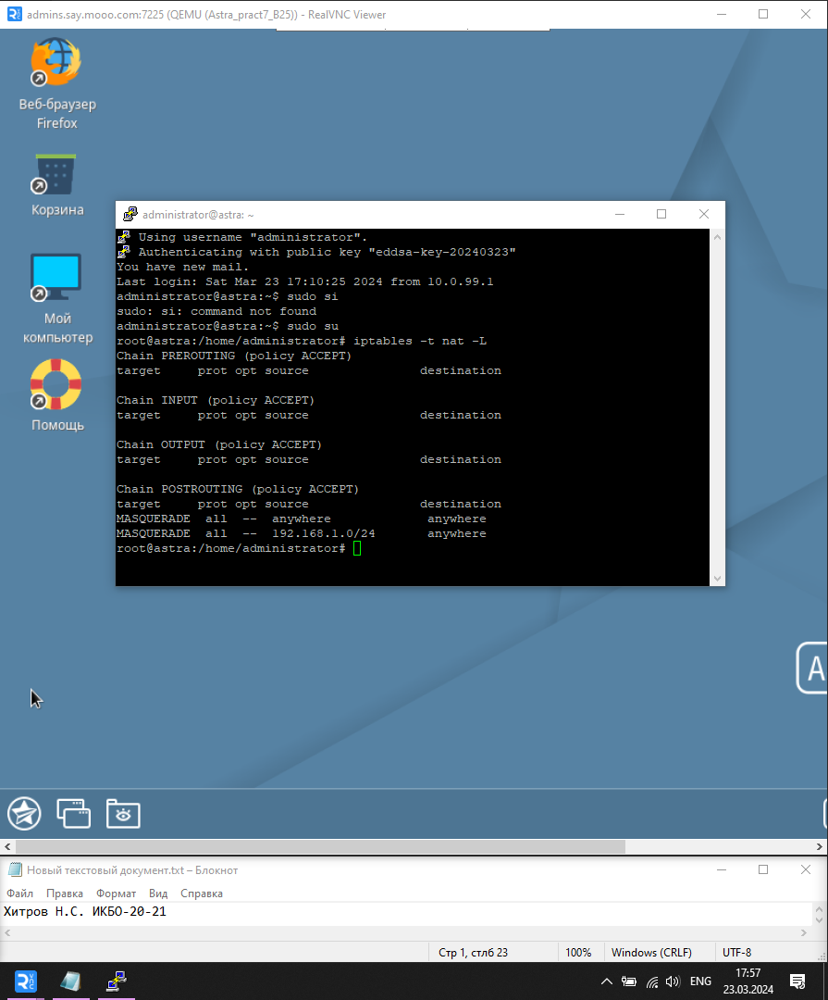 admins.say.mooo.com:7225 (QEMU (Astra_pract7_B25)) - RealVNC Viewer
Веб-браузер
Firefox
Корзина
Мой
компьютер
Помощь
administrator@astra: ~
Using username "administrator".
Authenticating with public key "eddsa-key-20240323"
You have new mail.
Last login: Sat Mar 23 17:10:25 2024 from 10.0.99.1
administrator@astra:~$ sudo si
sudo: si: command not found
administrator@astra:~$ sudo su
root@astra:/home/administrator# iptables -t nat -L
Chain PREROUTING (policy ACCEPT)
target     prot opt source               destination
Chain INPUT (policy ACCEPT)
target     prot opt source               destination
Chain OUTPUT (policy ACCEPT)
target     prot opt source               destination
Chain POSTROUTING (policy ACCEPT)
target     prot opt source               destination
MASQUERADE  all  --  anywhere             anywhere
MASQUERADE  all  --  192.168.1.0/24       anywhere
root@astra:/home/administrator#
A
Новый текстовый документ.txt – Блокнот
Файл Правка Формат Вид Справка
Хитров Н.С. ИКБО-20-21
Стр 1, стлб 23 100% Windows (CRLF) UTF-8
ENG
17:57
23.03.2024